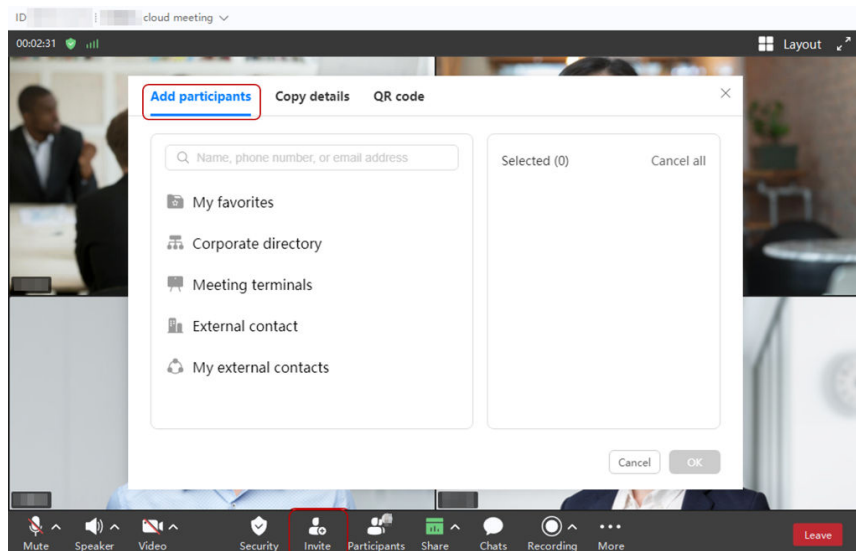 ID | cloud meeting
00:02:31 Layout
Add participants Copy details QR code
Name, phone number, or email address
Selected (0) Cancel all
My favorites
Corporate directory
Meeting terminals
External contact
My external contacts
Cancel OK
Mute Speaker Video Security Invite Participants Share Chats Recording More Leave